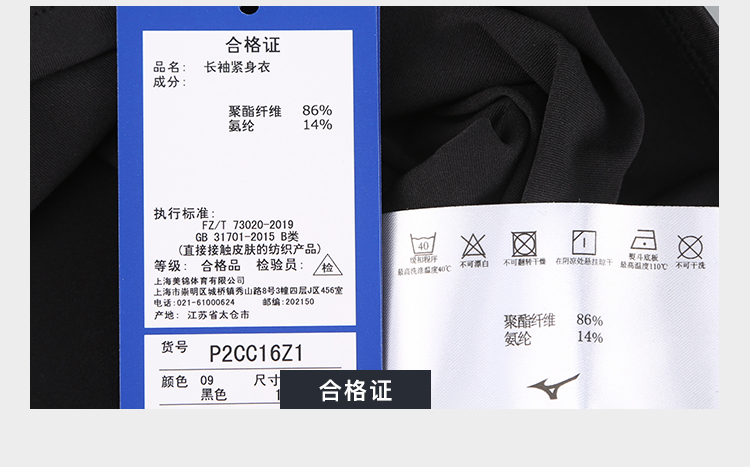 合格证
品名: 长袖紧身衣
成分:
聚酯纤维 86%
氨纶 14%
执行标准:
FZ/T 73020-2019
GB 31701-2015 B类
(直接接触皮肤的纺织产品)
等级: 合格品 检验员: 检
上海美锦体育有限公司
上海市崇明区城桥镇秀山路8号3幢四层J区456室
电话:021-61000624 邮编:202150
产地: 江苏省太仓市
货号 P2CC16Z1
颜色 09 尺寸
黑色
40
缓和程序
最高洗涤温度40℃
不可漂白
不可翻转干燥
在阴凉处悬挂晾干
熨斗底板
最高温度110℃
不可干洗
聚酯纤维 86%
氨纶 14%
合格证